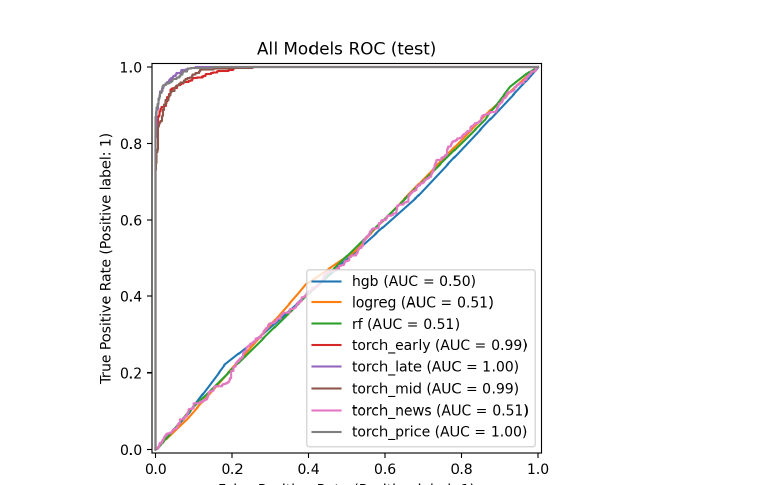 All Models ROC (test)
True Positive Rate (Positive label: 1)
1.0
0.8
0.6
0.4
0.2
0.0
hgb (AUC = 0.50)
logreg (AUC = 0.51)
rf (AUC = 0.51)
torch_early (AUC = 0.99)
torch_late (AUC = 1.00)
torch_mid (AUC = 0.99)
torch_news (AUC = 0.51)
torch_price (AUC = 1.00)
0.0 0.2 0.4 0.6 0.8 1.0